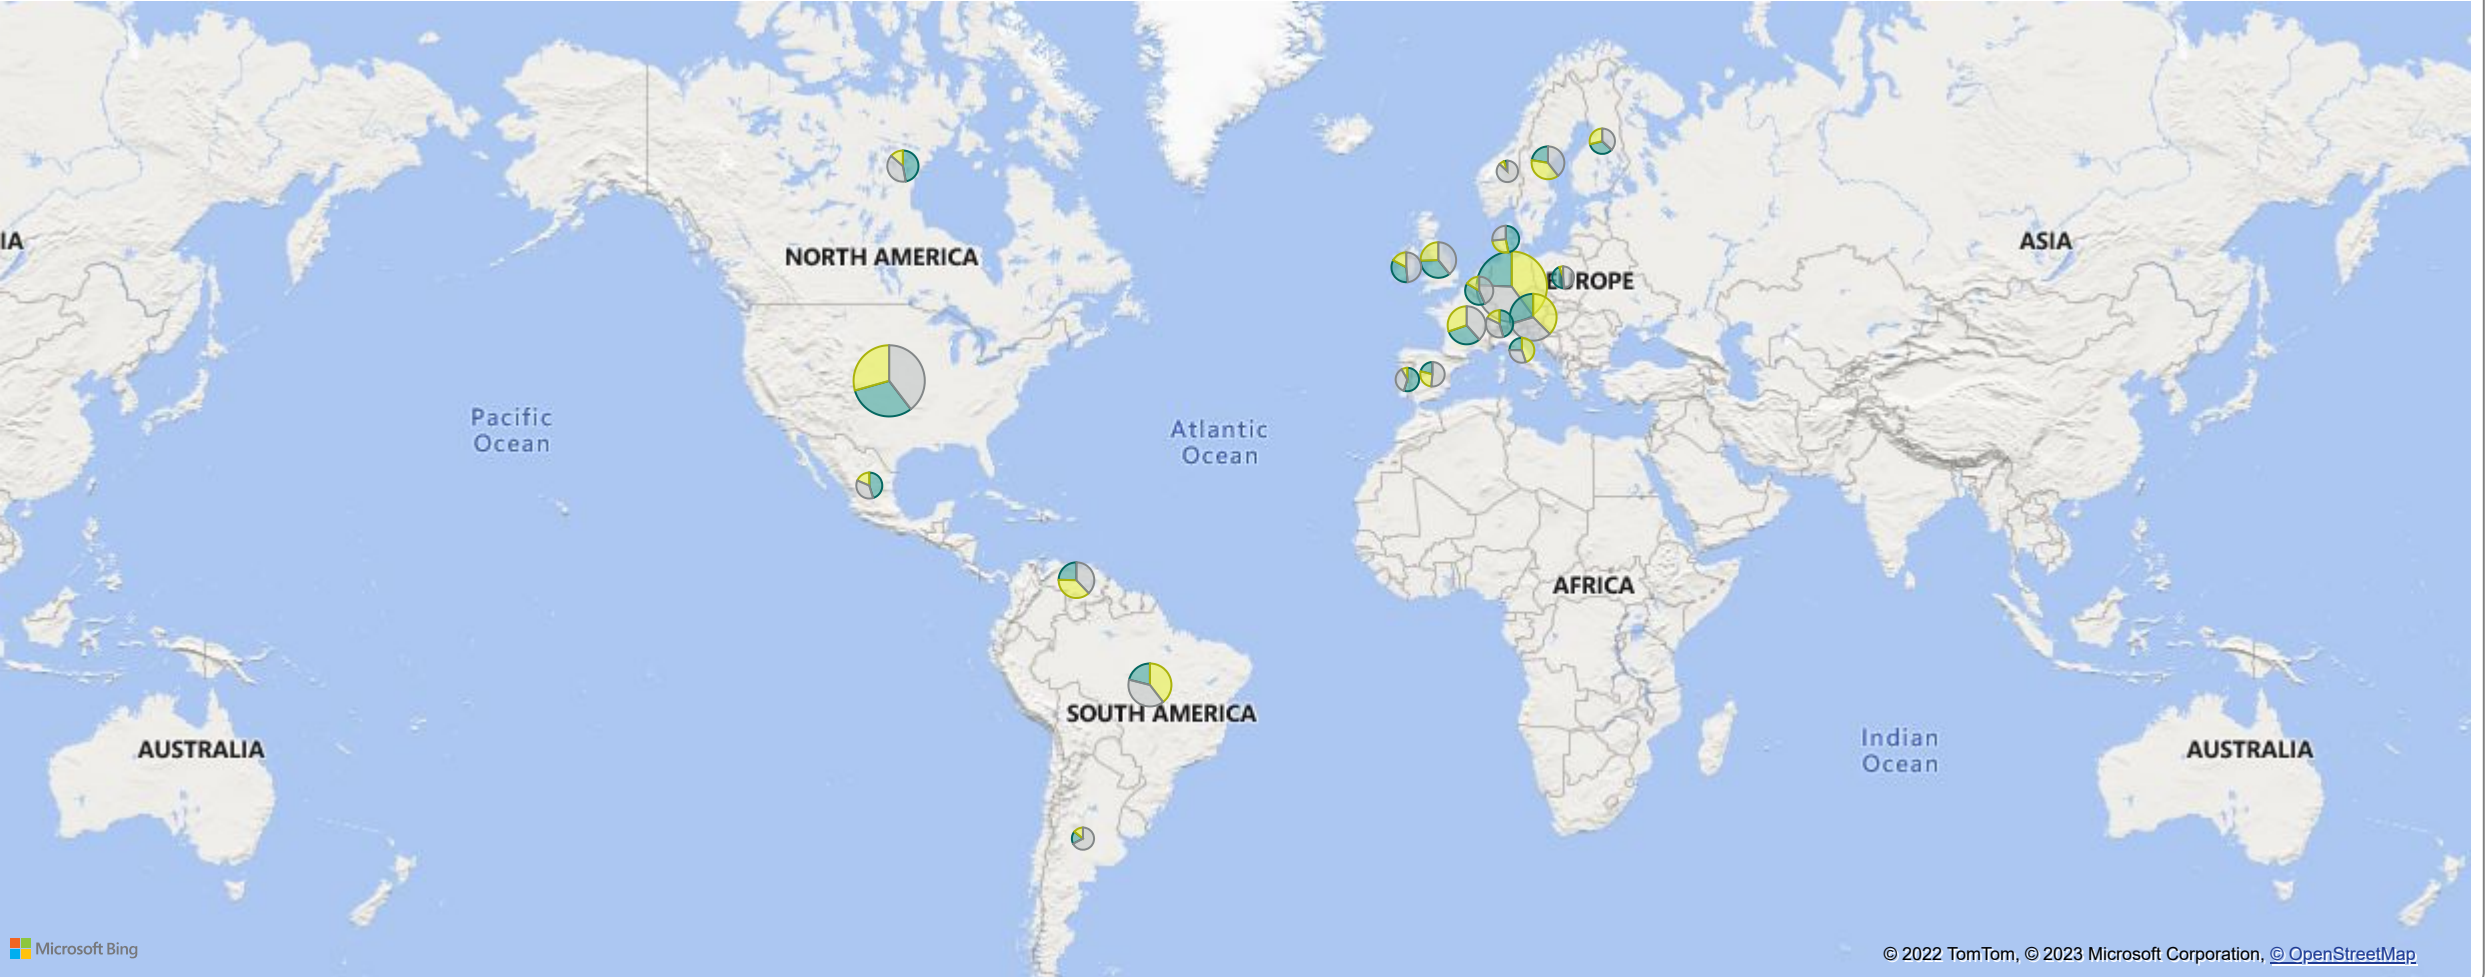 IA
NORTH AMERICA
EUROPE
ASIA
Pacific
Ocean
Atlantic
Ocean
AFRICA
SOUTH AMERICA
AUSTRALIA
Indian
Ocean
AUSTRALIA
Microsoft Bing
© 2022 TomTom, © 2023 Microsoft Corporation, © OpenStreetMap